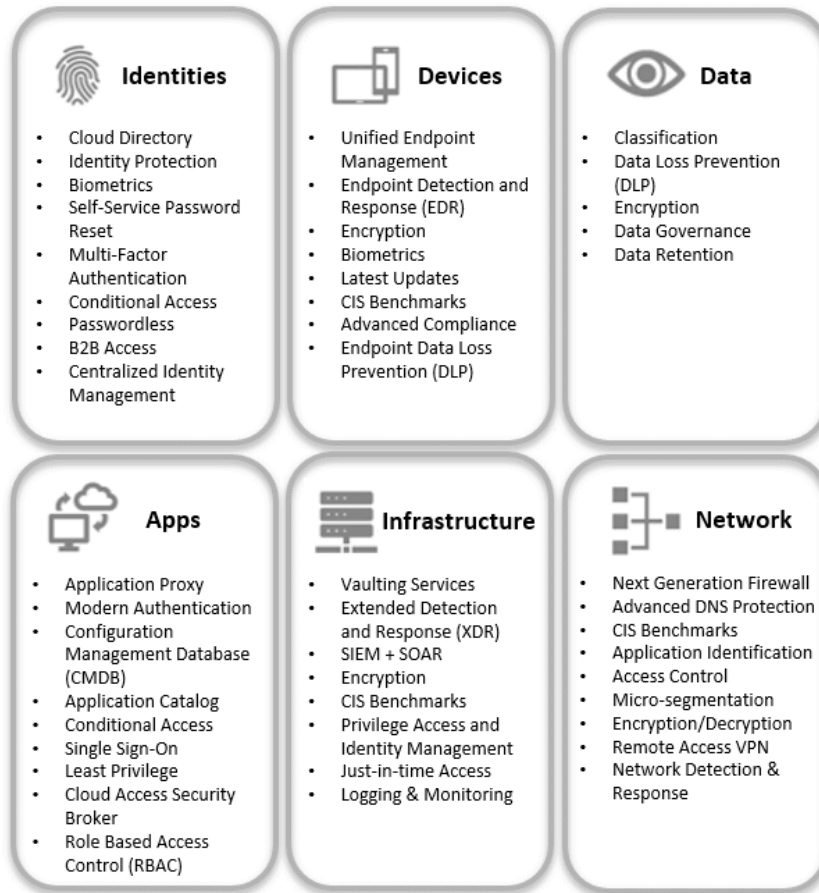 Identities
• Cloud Directory
• Identity Protection
• Biometrics
• Self-Service Password
Reset
• Multi-Factor
Authentication
• Conditional Access
• Passwordless
• B2B Access
• Centralized Identity
Management
Devices
• Unified Endpoint
Management
• Endpoint Detection and
Response (EDR)
• Encryption
• Biometrics
• Latest Updates
• CIS Benchmarks
• Advanced Compliance
• Endpoint Data Loss
Prevention (DLP)
Data
• Classification
• Data Loss Prevention
(DLP)
• Encryption
• Data Governance
• Data Retention
Apps
• Application Proxy
• Modern Authentication
• Configuration
Management Database
(CMDB)
• Application Catalog
• Conditional Access
• Single Sign-On
• Least Privilege
• Cloud Access Security
Broker
• Role Based Access
Control (RBAC)
Infrastructure
• Vaulting Services
• Extended Detection
and Response (XDR)
• SIEM + SOAR
• Encryption
• CIS Benchmarks
• Privilege Access and
Identity Management
• Just-in-time Access
• Logging & Monitoring
Network
• Next Generation Firewall
• Advanced DNS Protection
• CIS Benchmarks
• Application Identification
• Access Control
• Micro-segmentation
• Encryption/Decryption
• Remote Access VPN
• Network Detection &
Response